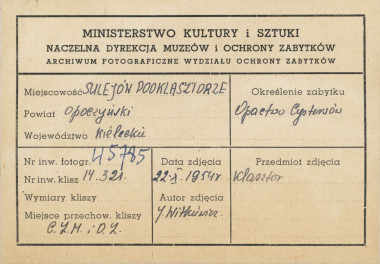 MINISTERSTWO KULTURY i SZTUKI
NACZELNA DYREKCJA MUZEÓW i OCHRONY ZABYTKÓW
ARCHIWUM FOTOGRAFICZNE WYDZIAŁU OCHRONY ZABYTKÓW
Miejscowość SULEJÓW PODKLASZTORZE
Powiat opoczyński
Województwo kieleckie
Określenie zabytku
Opactwo Cystersów
Nr inw. fotogr. 45785
Nr inw. klisz 14.321.
Wymiary kliszy
Miejsce przechow. kliszy
C.Z.M. i O.Z.
Data zdjęcia
22-X-1954r.
Autor zdjęcia
Przedmiot zdjęcia
Klasztor